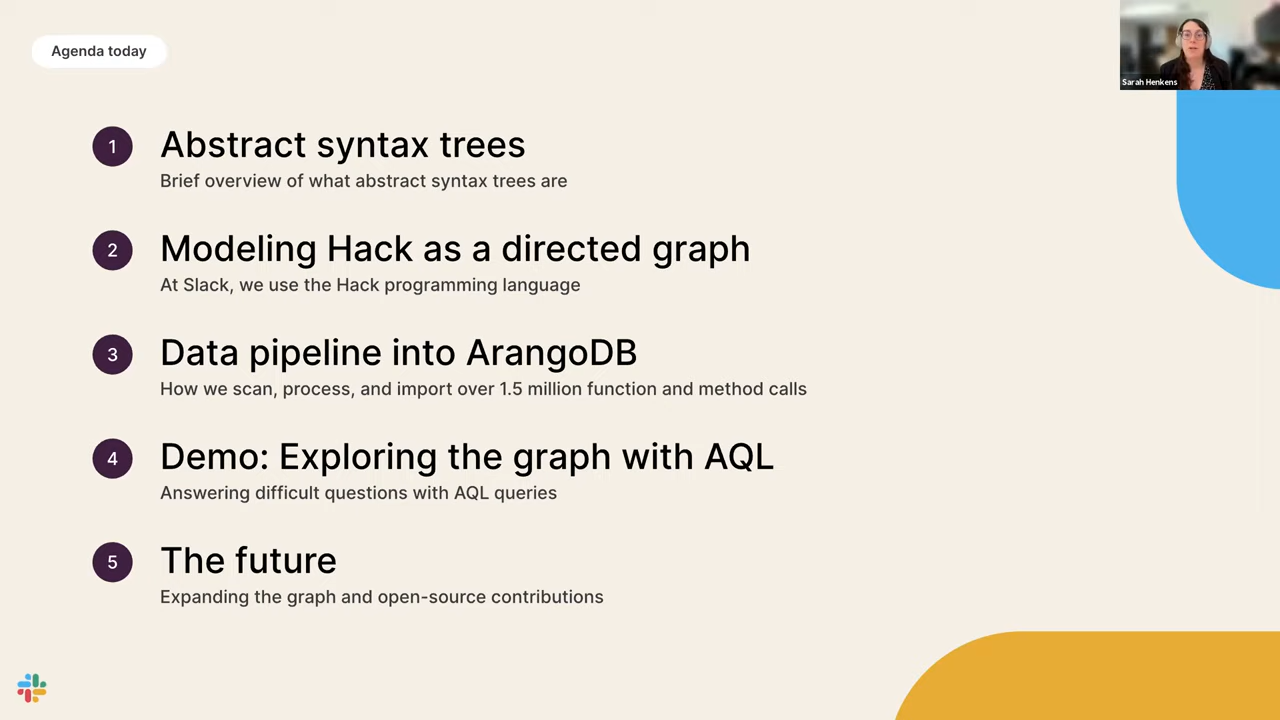 Agenda today
Sarah Henkens
1
Abstract syntax trees
Brief overview of what abstract syntax trees are
2
Modeling Hack as a directed graph
At Slack, we use the Hack programming language
3
Data pipeline into ArangoDB
How we scan, process, and import over 1.5 million function and method calls
4
Demo: Exploring the graph with AQL
Answering difficult questions with AQL queries
5
The future
Expanding the graph and open-source contributions